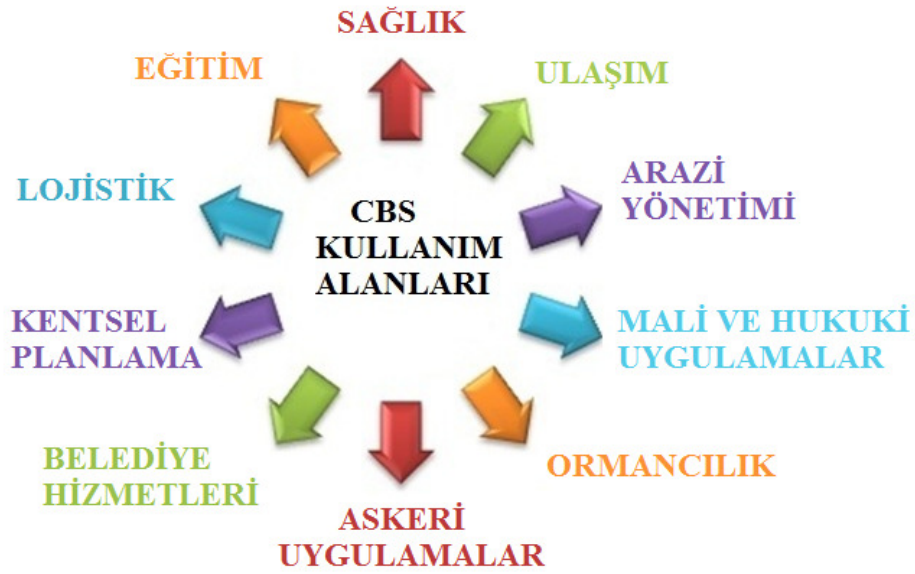 SAĞLIK
EĞİTİM
ULAŞIM
LOJİSTİK
ARAZİ
YÖNETİMİ
CBS
KULLANIM
ALANLARI
KENTSEL
PLANLAMA
MALİ VE HUKUKİ
UYGULAMALAR
BELEDİYE
HİZMETLERİ
ORMANCILIK
ASKERİ
UYGULAMALAR